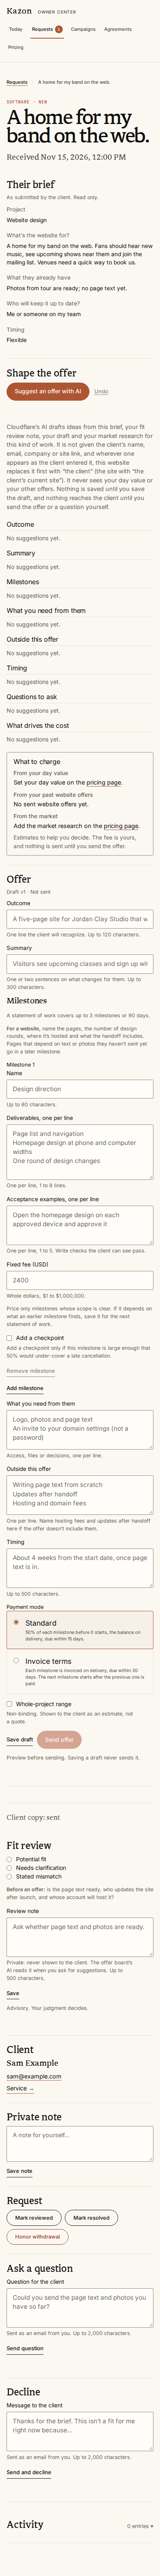 Kazon OWNER CENTER
Today Requests 1 Campaigns Agreements
Pricing
Requests · A home for my band on the web.
SOFTWARE · NEW
A home for my
band on the web.
Received Nov 15, 2026, 12:00 PM
Their brief
As submitted by the client. Read only.
Project
Website design
What's the website for?
A home for my band on the web. Fans should hear new
music, see upcoming shows near them and join the
mailing list. Venues need a quick way to book us.
What they already have
Photos from tour are ready; no page text yet.
Who will keep it up to date?
Me or someone on my team
Timing
Flexible
Shape the offer
Suggest an offer with AI Undo
Cloudflare's AI drafts ideas from this brief, your fit
review note, your draft and your market research for
this kind of work. It is not given the client's name,
email, company or site link, and wherever one
appears as the client entered it, this website
replaces it first with "the client" (the site with "the
client's current site"). It never sees your day value or
your other offers. Nothing is saved until you save
the draft, and nothing reaches the client until you
send the offer or a question yourself.
Outcome
No suggestions yet.
Summary
No suggestions yet.
Milestones
No suggestions yet.
What you need from them
No suggestions yet.
Outside this offer
No suggestions yet.
Timing
No suggestions yet.
Questions to ask
No suggestions yet.
What drives the cost
No suggestions yet.
What to charge
From your day value
Set your day value on the pricing page.
From your past website offers
No sent website offers yet.
From the market
Add the market research on the pricing page.
Estimates to help you decide. The fee is yours,
and nothing is sent until you send the offer.
Offer
Draft v1 · Not sent
Outcome
A five-page site for Jordan Clay Studio that w
One line the client will recognize. Up to 120 characters.
Summary
Visitors see upcoming classes and sign up wi
One or two sentences on what changes for them. Up to
300 characters.
Milestones
A statement of work covers up to 3 milestones or 90 days.
For a website, name the pages, the number of design
rounds, where it's hosted and what the handoff includes.
Pages that depend on text or photos they haven't sent yet
go in a later milestone.
Milestone 1
Name
Design direction
Up to 80 characters.
Deliverables, one per line
Page list and navigation
Homepage design at phone and computer
widths
One round of design changes
One per line, 1 to 8 lines.
Acceptance examples, one per line
Open the homepage design on each
approved device and approve it
One per line, 1 to 5. Write checks the client can see pass.
Fixed fee (USD)
2400
Whole dollars, $1 to $1,000,000.
Price only milestones whose scope is clear. If it depends on
what an earlier milestone finds, save it for the next
statement of work.
Add a checkpoint
Add a checkpoint only if this milestone is large enough that
50% would under-cover a late cancellation.
Remove milestone
Add milestone
What you need from them
Logo, photos and page text
An invite to your domain settings (not a
password)
Access, files or decisions, one per line.
Outside this offer
Writing page text from scratch
Updates after handoff
Hosting and domain fees
One per line. Name hosting fees and updates after handoff
here if the offer doesn't include them.
Timing
About 4 weeks from the start date, once page
text is in.
Up to 500 characters.
Payment mode
Standard
50% of each milestone before it starts, the balance on
delivery, due within 15 days.
Invoice terms
Each milestone is invoiced on delivery, due within 30
days. The next milestone starts after the previous one is
paid.
Whole-project range
Non-binding. Shown to the client as an estimate, not
a quote.
Save draft Send offer
Preview before sending. Saving a draft never sends it.
Client copy: sent
Fit review
Potential fit
Needs clarification
Stated mismatch
Before an offer: is the page text ready, who updates the site
after launch, and whose account will host it?
Review note
Ask whether page text and photos are ready.
Private: never shown to the client. The offer board's
AI reads it when you ask for suggestions. Up to
500 characters.
Save
Advisory. Your judgment decides.
Client
Sam Example
sam@example.com
Service →
Private note
A note for yourself...
Save note
Request
Mark reviewed Mark resolved
Honor withdrawal
Ask a question
Question for the client
Could you send the page text and photos you
have so far?
Sent as an email from you. Up to 2,000 characters.
Send question
Decline
Message to the client
Thanks for the brief. This isn't a fit for me
right now because...
Sent as an email from you. Up to 2,000 characters.
Send and decline
Activity 0 entries